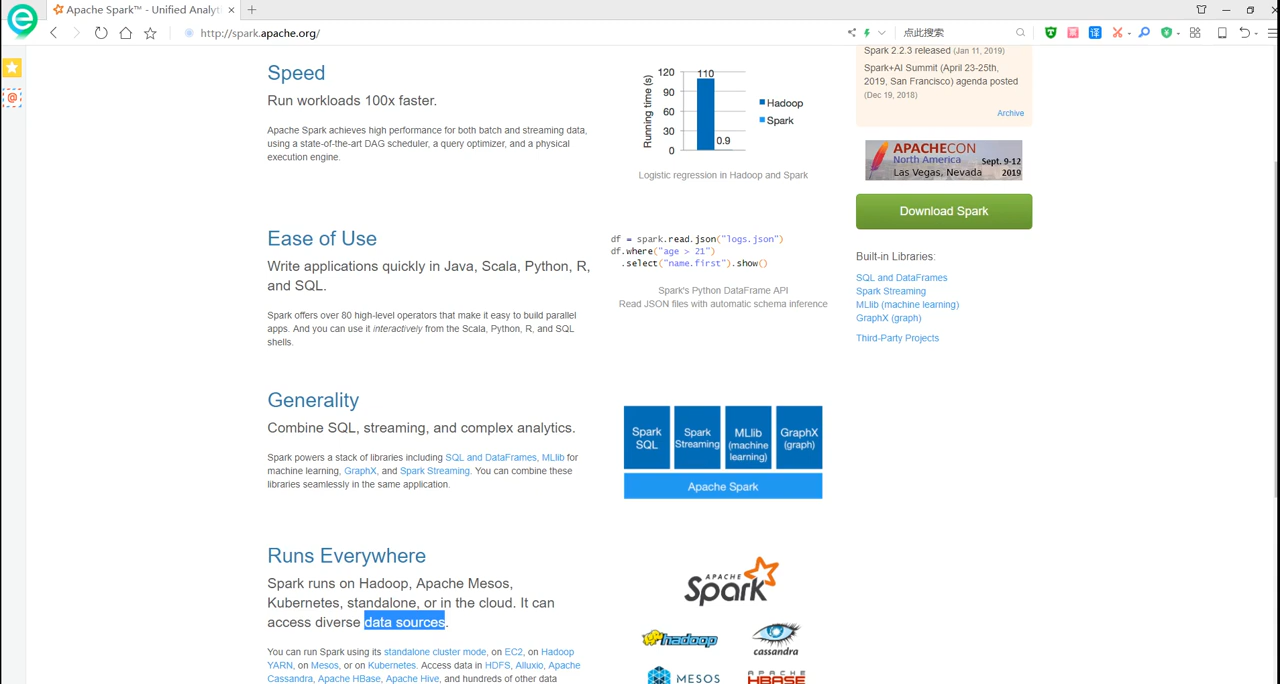 Apache Spark™ - Unified Analyt
http://spark.apache.org/
点此搜索
译
Speed
Run workloads 100x faster.
Apache Spark achieves high performance for both batch and streaming data,
using a state-of-the-art DAG scheduler, a query optimizer, and a physical
execution engine.
Running time (s)
120
90
60
30
0
110
0.9
Hadoop
Spark
Logistic regression in Hadoop and Spark
Ease of Use
Write applications quickly in Java, Scala, Python, R,
and SQL.
Spark offers over 80 high-level operators that make it easy to build parallel
apps. And you can use it interactively from the Scala, Python, R, and SQL
shells.
df = spark.read.json("logs.json")
df.where("age > 21")
.select("name.first").show()
Spark's Python DataFrame API
Read JSON files with automatic schema inference
Generality
Combine SQL, streaming, and complex analytics.
Spark powers a stack of libraries including SQL and DataFrames, MLlib for
machine learning, GraphX, and Spark Streaming. You can combine these
libraries seamlessly in the same application.
Spark
SQL
Spark
Streaming
MLlib
(machine
learning)
GraphX
(graph)
Apache Spark
Runs Everywhere
Spark runs on Hadoop, Apache Mesos,
Kubernetes, standalone, or in the cloud. It can
access diverse data sources.
You can run Spark using its standalone cluster mode, on EC2, on Hadoop
YARN, on Mesos, or on Kubernetes. Access data in HDFS, Alluxio, Apache
Cassandra, Apache HBase, Apache Hive, and hundreds of other data
APACHE
Spark
hadoop
cassandra
MESOS
APACHE
HBASE
Spark 2.2.3 released (Jan 11, 2019)
Spark+AI Summit (April 23-25th,
2019, San Francisco) agenda posted
(Dec 19, 2018)
Archive
APACHECON
North America
Las Vegas, Nevada
Sept. 9-12
2019
Download Spark
Built-in Libraries:
SQL and DataFrames
Spark Streaming
MLlib (machine learning)
GraphX (graph)
Third-Party Projects